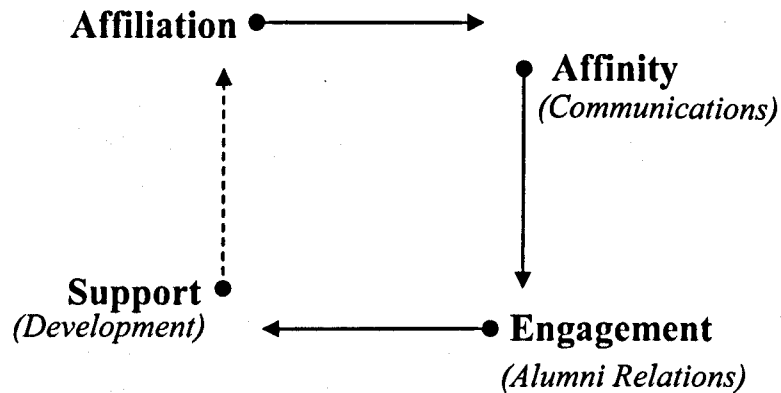 Affiliation
Affinity
(Communications)
Support
(Development)
Engagement
(Alumni Relations)